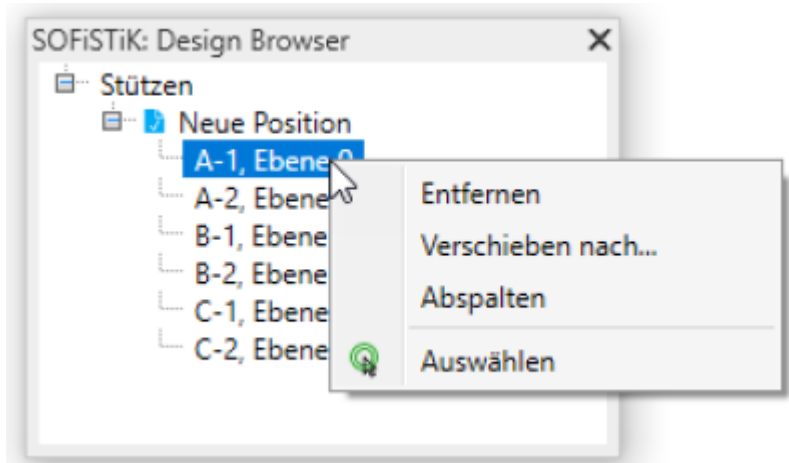 SOFiSTiK: Design Browser
Stützen
Neue Position
A-1, Ebene 0
A-2, Ebene
B-1, Ebene
B-2, Ebene
C-1, Ebene
C-2, Ebene
Entfernen
Verschieben nach...
Abspalten
Auswählen